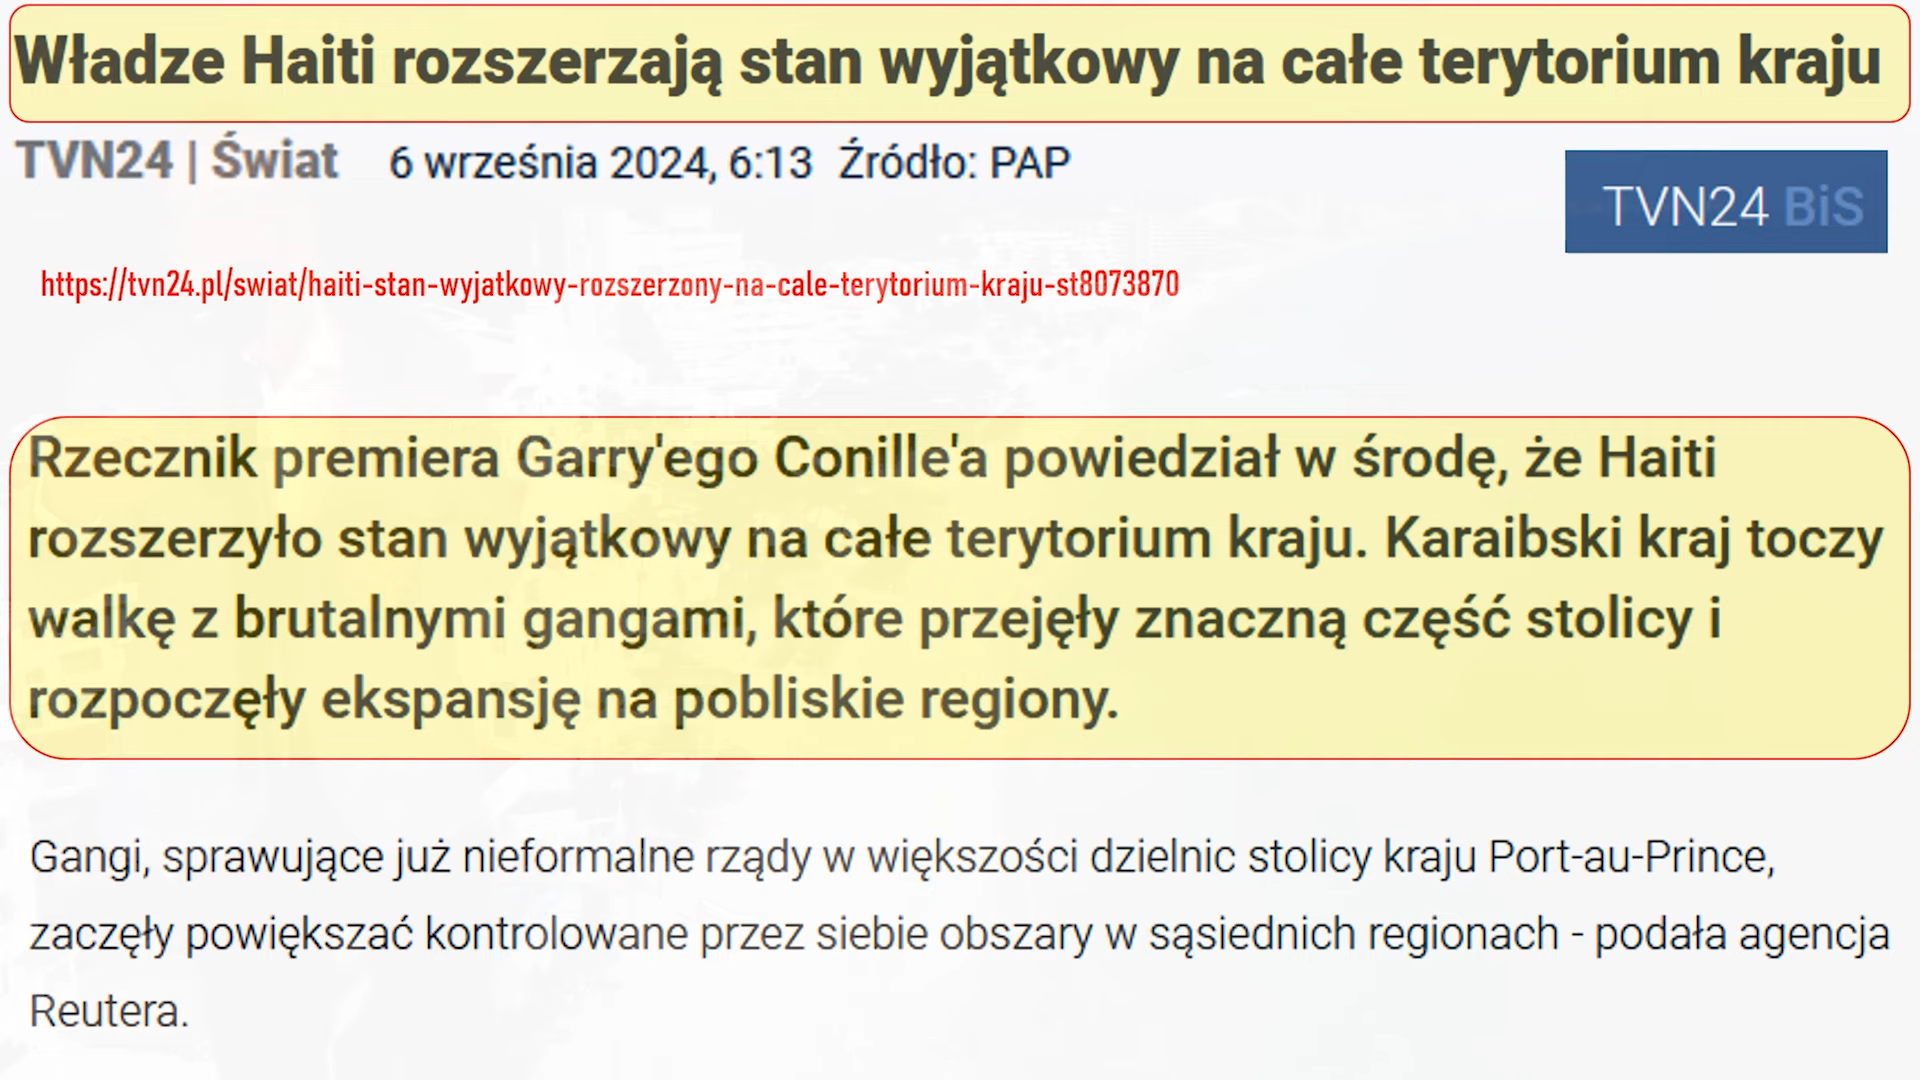 Władze Haiti rozszerzają stan wyjątkowy na całe terytorium kraju
TVN24 | Świat 6 września 2024, 6:13 Źródło: PAP
TVN24 BiS
https://tvn24.pl/swiat/haiti-stan-wyjatkowy-rozszerzony-na-cale-terytorium-kraju-st8073870
Rzecznik premiera Garry'ego Conille'a powiedział w środę, że Haiti
rozszerzyło stan wyjątkowy na całe terytorium kraju. Karaibski kraj toczy
walkę z brutalnymi gangami, które przejęły znaczną część stolicy i
rozpoczęły ekspansję na pobliskie regiony.
Gangi, sprawujące już nieformalne rządy w większości dzielnic stolicy kraju Port-au-Prince,
zaczęły powiększać kontrolowane przez siebie obszary w sąsiednich regionach - podała agencja
Reutera.